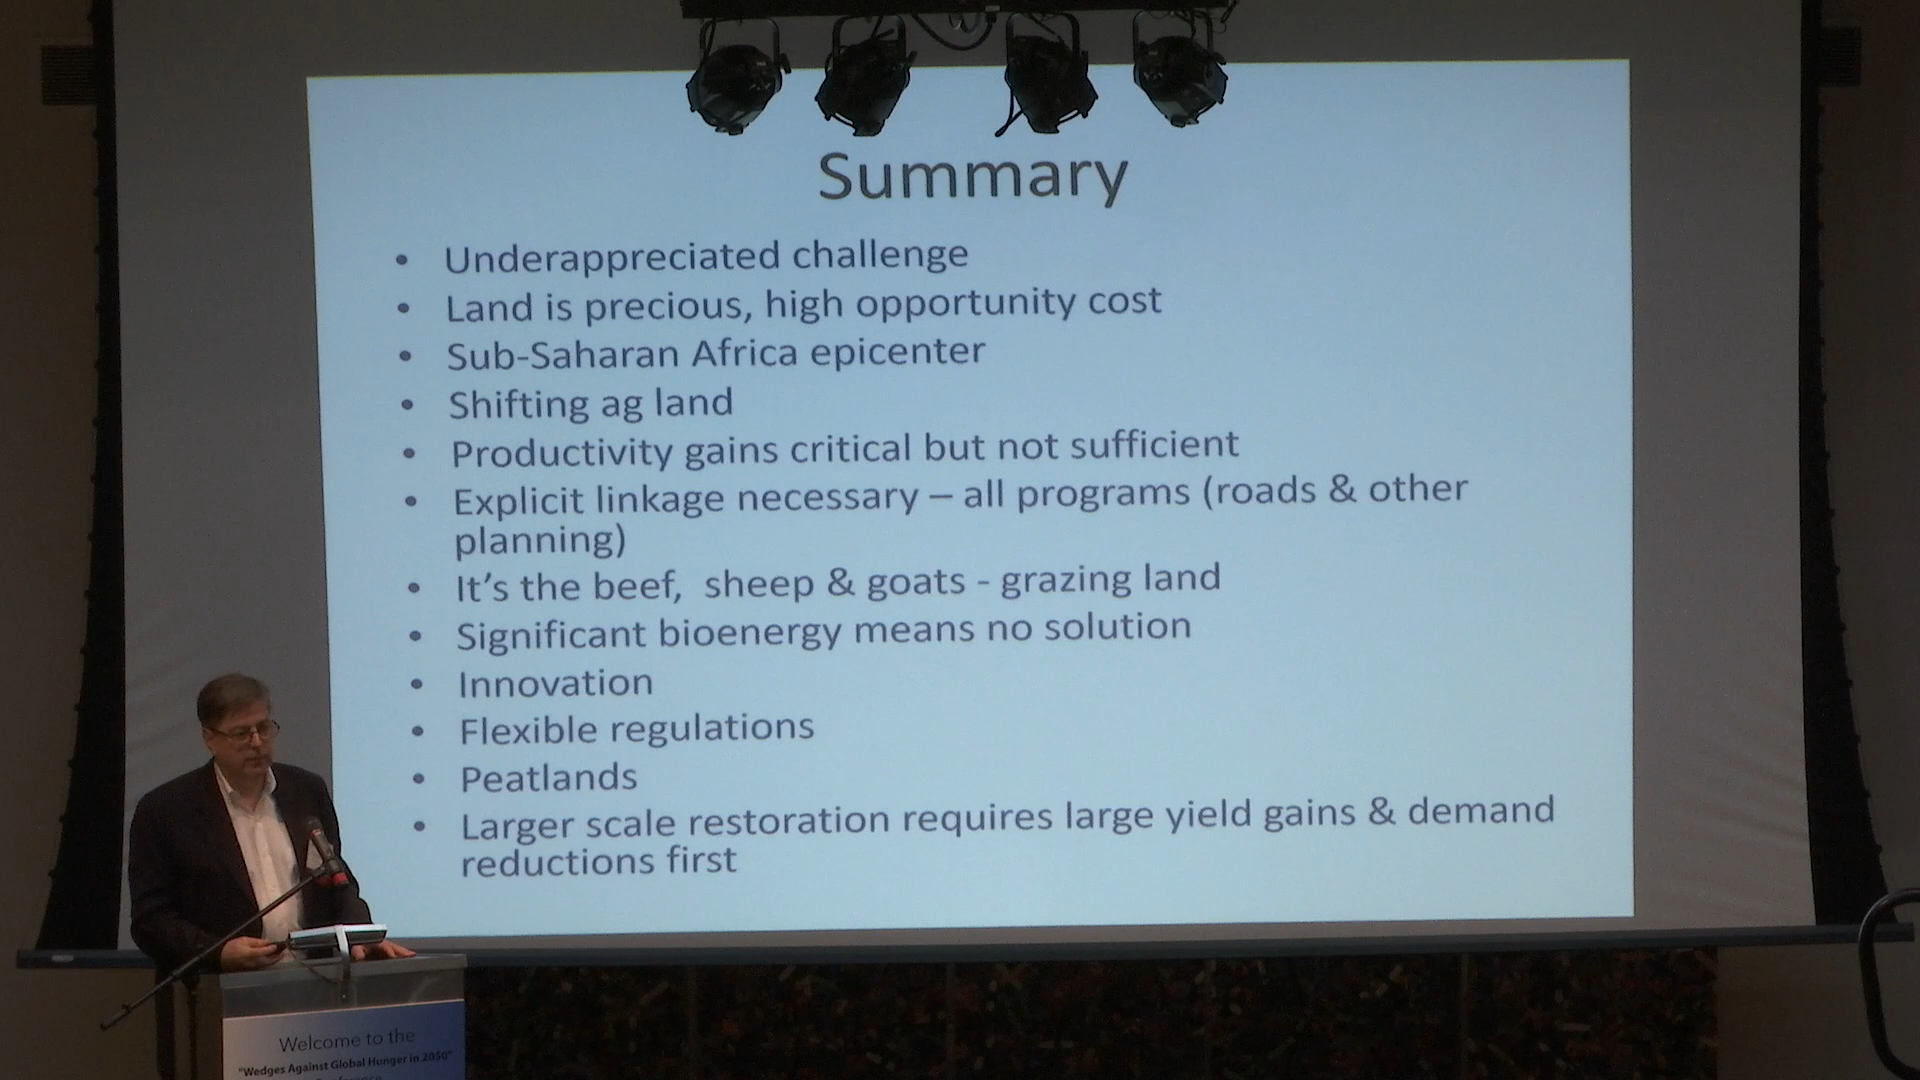 Summary
• Underappreciated challenge
• Land is precious, high opportunity cost
• Sub-Saharan Africa epicenter
• Shifting ag land
• Productivity gains critical but not sufficient
• Explicit linkage necessary – all programs (roads & other
planning)
• It's the beef,  sheep & goats - grazing land
• Significant bioenergy means no solution
• Innovation
• Flexible regulations
• Peatlands
• Larger scale restoration requires large yield gains & demand
reductions first
Welcome to the
"Wedges Against Global Hunger in 2050"